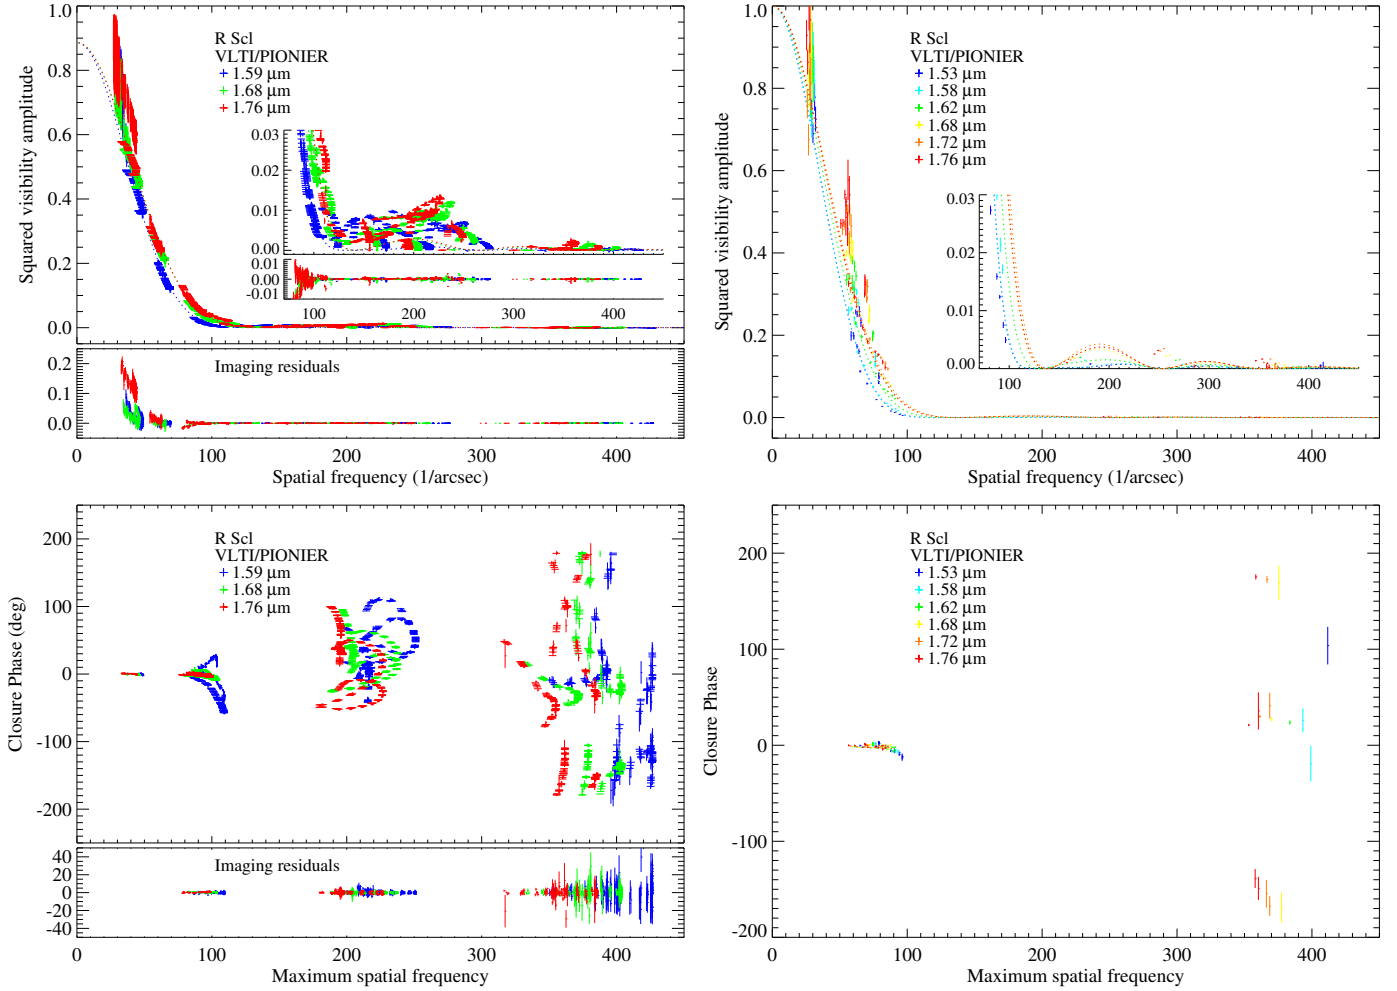 R Scl
VLTI/PIONIER
1.59 µm
1.68 µm
1.76 µm
Squared visibility amplitude
1.0
0.8
0.6
0.4
0.2
0.0
0.03
0.02
0.01
0.00
0.01
0.00
-0.01
100 200 300 400
Imaging residuals
0.2
0.1
0.0
0 100 200 300 400
Spatial frequency (1/arcsec)
R Scl
VLTI/PIONIER
1.53 µm
1.58 µm
1.62 µm
1.68 µm
1.72 µm
1.76 µm
Squared visibility amplitude
1.0
0.8
0.6
0.4
0.2
0.0
0.03
0.02
0.01
0.00
100 200 300 400
0 100 200 300 400
Spatial frequency (1/arcsec)
R Scl
VLTI/PIONIER
1.59 µm
1.68 µm
1.76 µm
Closure Phase (deg)
200
100
0
-100
-200
Imaging residuals
40
20
0
-20
-40
0 100 200 300 400
Maximum spatial frequency
R Scl
VLTI/PIONIER
1.53 µm
1.58 µm
1.62 µm
1.68 µm
1.72 µm
1.76 µm
Closure Phase
200
100
0
-100
-200
0 100 200 300 400
Maximum spatial frequency